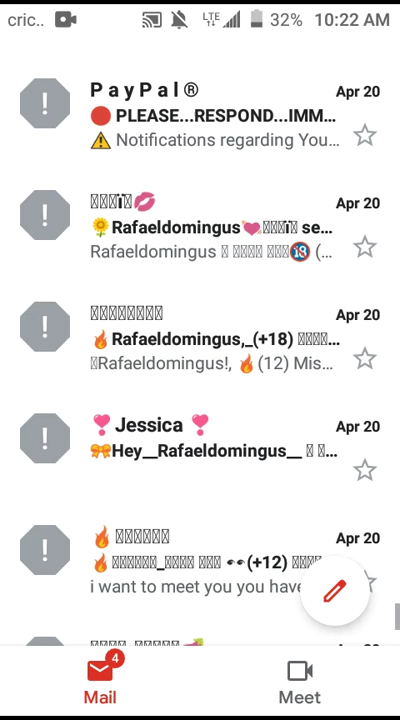 cric.. LTE 32% 10:22 AM
P a y P a l ® Apr 20
🔴 PLEASE...RESPOND...IMM...
⚠️ Notifications regarding You...
Apr 20
🌻Rafaeldomingus💘 se...
Rafaeldomingus 🔞 (...
Apr 20
🔥Rafaeldomingus,_(+18)
Rafaeldomingus!, 🔥(12) Mis...
❣️ Jessica ❣️ Apr 20
🎀Hey__Rafaeldomingus__
🔥 Apr 20
🔥 👀(+12)
i want to meet you you have
4
Mail Meet